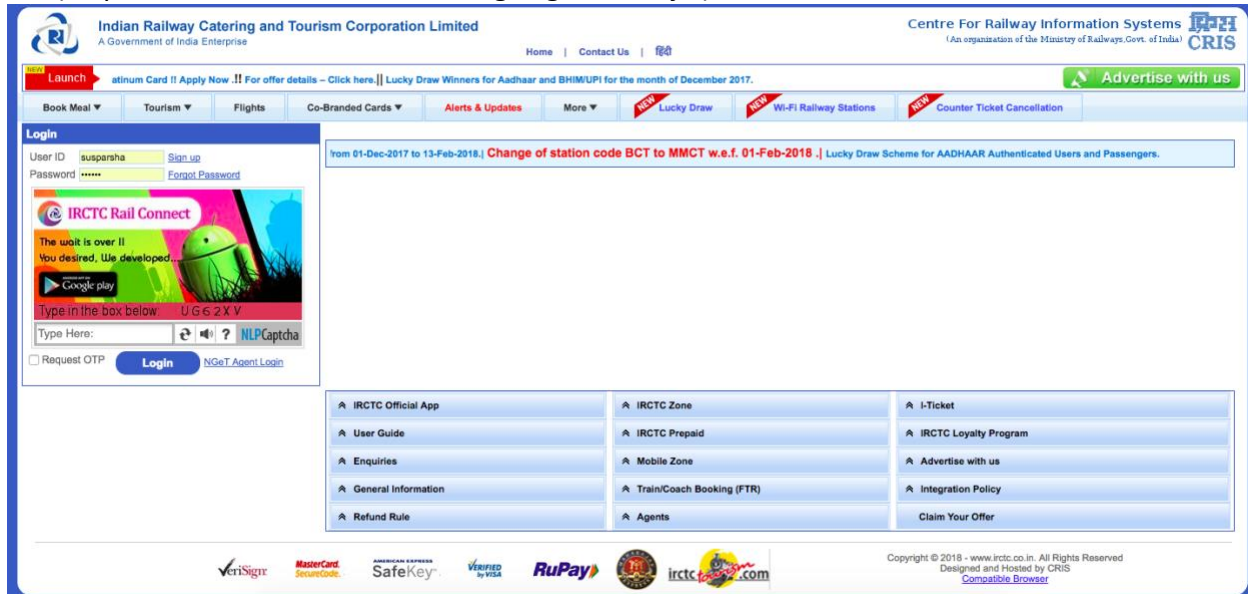 Indian Railway Catering and Tourism Corporation Limited
A Government of India Enterprise
Home | Contact Us | हिंदी
Centre For Railway Information Systems
(An organization of the Ministry of Railways,Govt. of India)
CRIS
NEW
Launch
atinum Card !! Apply Now .!! For offer details – Click here.|| Lucky Draw Winners for Aadhaar and BHIM/UPI for the month of December 2017.
Advertise with us
Book Meal ▼ Tourism ▼ Flights Co-Branded Cards ▼ Alerts & Updates More ▼ NEW Lucky Draw NEW Wi-Fi Railway Stations NEW Counter Ticket Cancellation
Login
User ID susparsha Sign up
Password •••••• Forgot Password
from 01-Dec-2017 to 13-Feb-2018.| Change of station code BCT to MMCT w.e.f. 01-Feb-2018 .| Lucky Draw Scheme for AADHAAR Authenticated Users and Passengers.
IRCTC Rail Connect
The wait is over !!
You desired, We developed...
Google play
Type in the box below: UG62XV
Type Here: ? NLPCaptcha
Request OTP Login NGeT Agent Login
IRCTC Official App IRCTC Zone I-Ticket
User Guide IRCTC Prepaid IRCTC Loyalty Program
Enquiries Mobile Zone Advertise with us
General Information Train/Coach Booking (FTR) Integration Policy
Refund Rule Agents Claim Your Offer
VeriSign MasterCard. SecureCode. AMERICAN EXPRESS SafeKey VERIFIED by VISA RuPay irctc tourism .com
Copyright © 2018 - www.irctc.co.in. All Rights Reserved
Designed and Hosted by CRIS
Compatible Browser